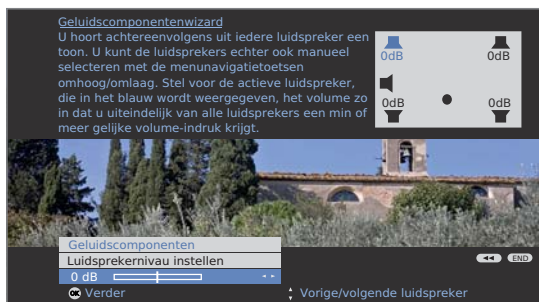 Geluidscomponentenwizard
U hoort achtereenvolgens uit iedere luidspreker een
toon. U kunt de luidsprekers echter ook manueel
selecteren met de menunavigatietoetsen
omhoog/omlaag. Stel voor de actieve luidspreker,
die in het blauw wordt weergegeven, het volume zo
in dat u uiteindelijk van alle luidsprekers een min of
meer gelijke volume-indruk krijgt.
0dB 0dB
0dB 0dB
Geluidscomponenten
Luidsprekernivau instellen
0 dB
END
OK Verder
Vorige/volgende luidspreker